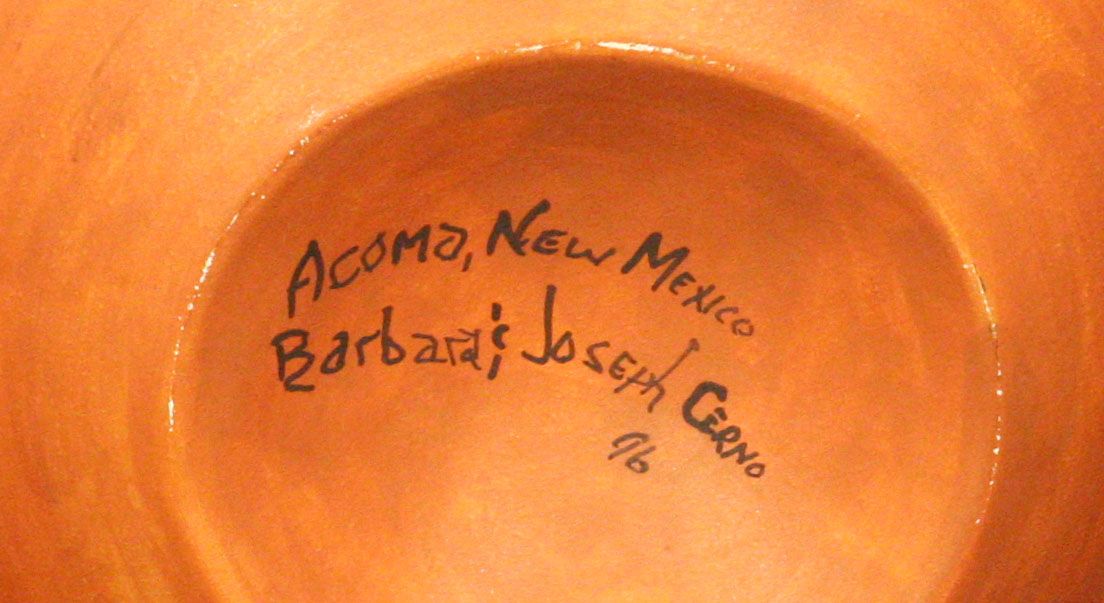 Acoma, New Mexico
Barbara & Joseph Cerno
96